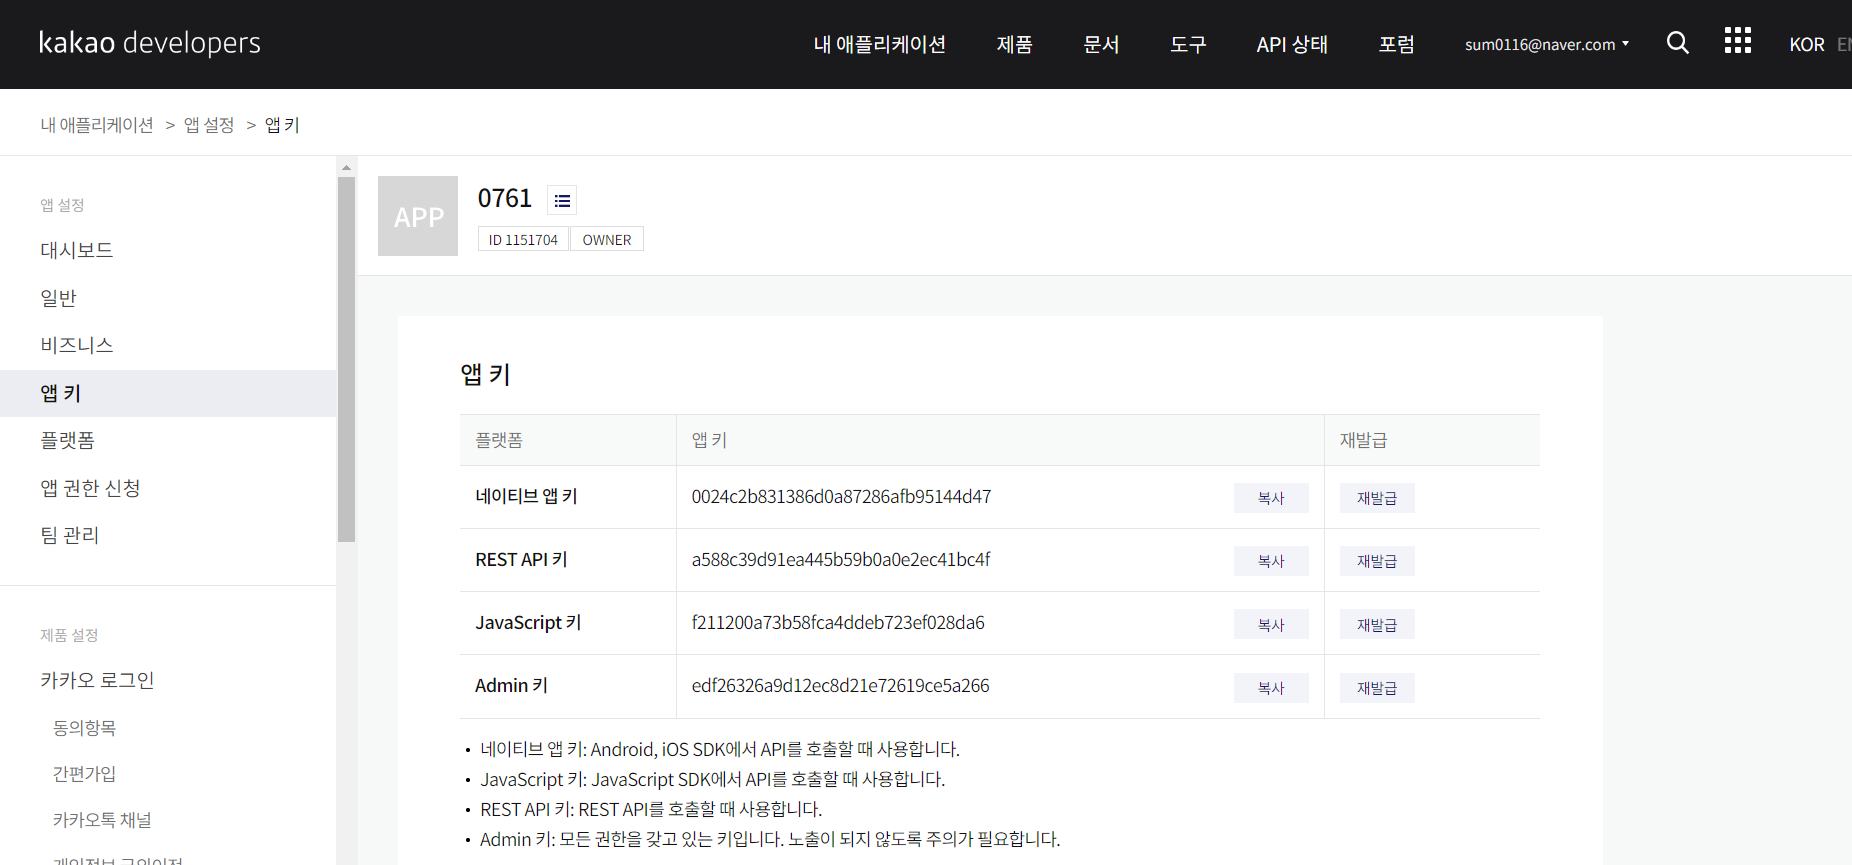 kakao developers
내 애플리케이션 제품 문서 도구 API 상태 포럼 sum0116@naver.com KOR
내 애플리케이션 > 앱 설정 > 앱 키
앱 설정
대시보드
일반
비즈니스
앱 키
플랫폼
앱 권한 신청
팀 관리
제품 설정
카카오 로그인
동의항목
간편가입
카카오톡 채널
APP
0761
ID 1151704 OWNER
앱 키
플랫폼 앱 키 재발급
네이티브 앱 키 0024c2b831386d0a87286afb95144d47 복사 재발급
REST API 키 a588c39d91ea445b59b0a0e2ec41bc4f 복사 재발급
JavaScript 키 f211200a73b58fca4ddeb723ef028da6 복사 재발급
Admin 키 edf26326a9d12ec8d21e72619ce5a266 복사 재발급
• 네이티브 앱 키: Android, iOS SDK에서 API를 호출할 때 사용합니다.
• JavaScript 키: JavaScript SDK에서 API를 호출할 때 사용합니다.
• REST API 키: REST API를 호출할 때 사용합니다.
• Admin 키: 모든 권한을 갖고 있는 키입니다. 노출이 되지 않도록 주의가 필요합니다.